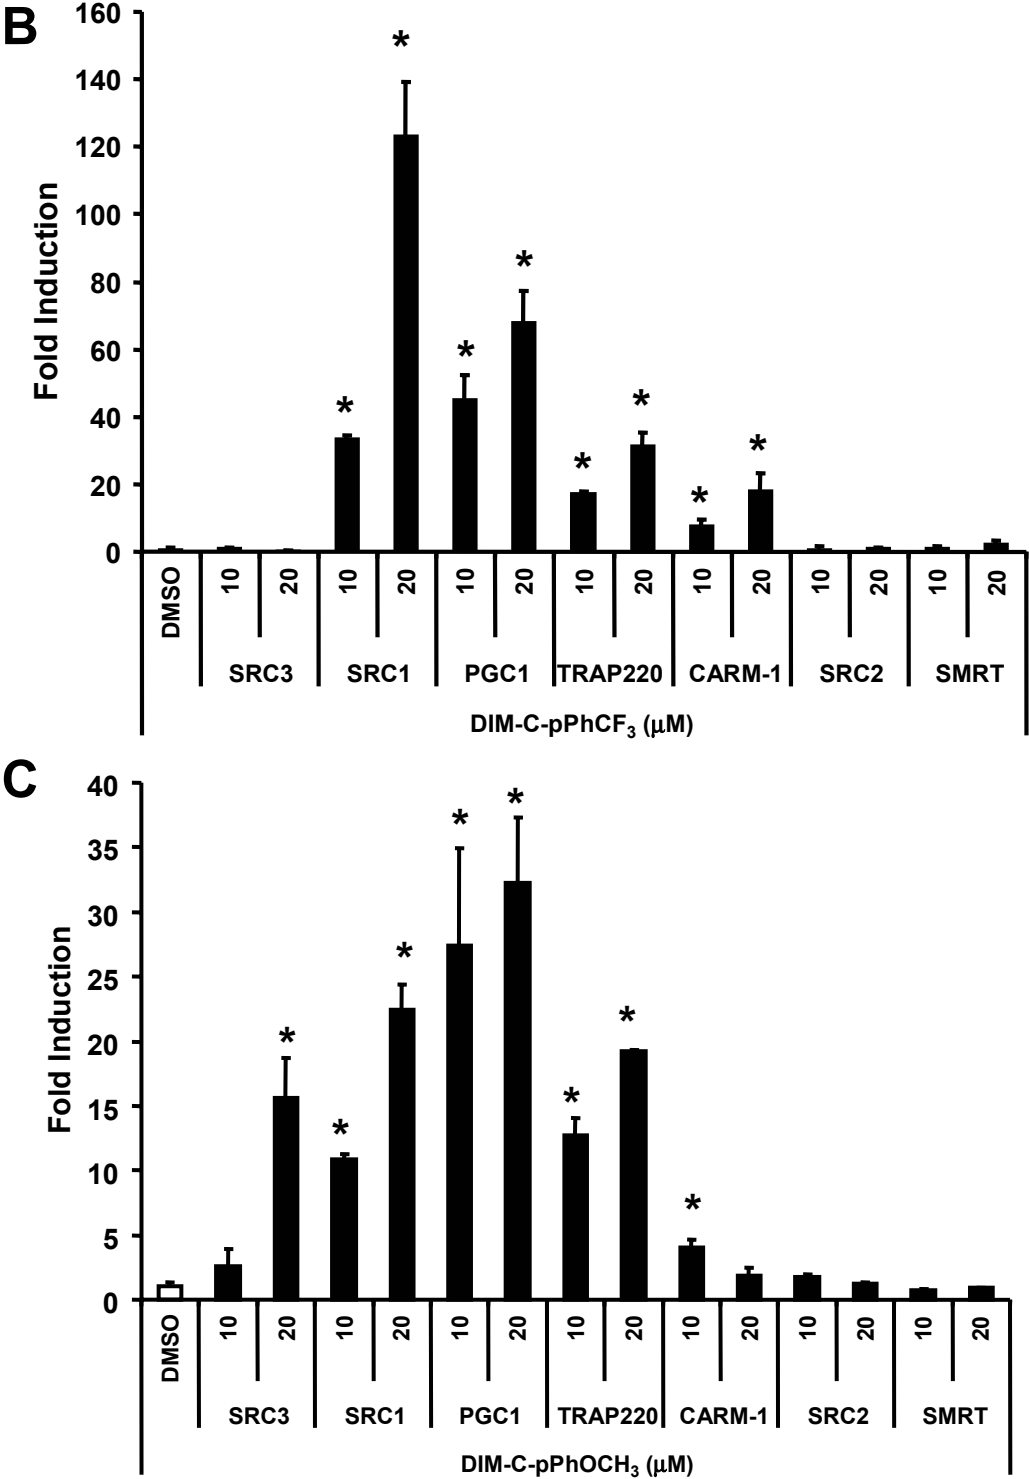 B
Fold Induction
160
140
120
100
80
60
40
20
0
* * * * * * * *
DMSO 10 20 10 20 10 20 10 20 10 20 10 20 10 20
SRC3 SRC1 PGC1 TRAP220 CARM-1 SRC2 SMRT
DIM-C-pPhCF₃ (μM)
C
Fold Induction
40
35
30
25
20
15
10
5
0
* * * * * * * *
DMSO 10 20 10 20 10 20 10 20 10 20 10 20 10 20
SRC3 SRC1 PGC1 TRAP220 CARM-1 SRC2 SMRT
DIM-C-pPhOCH₃ (μM)